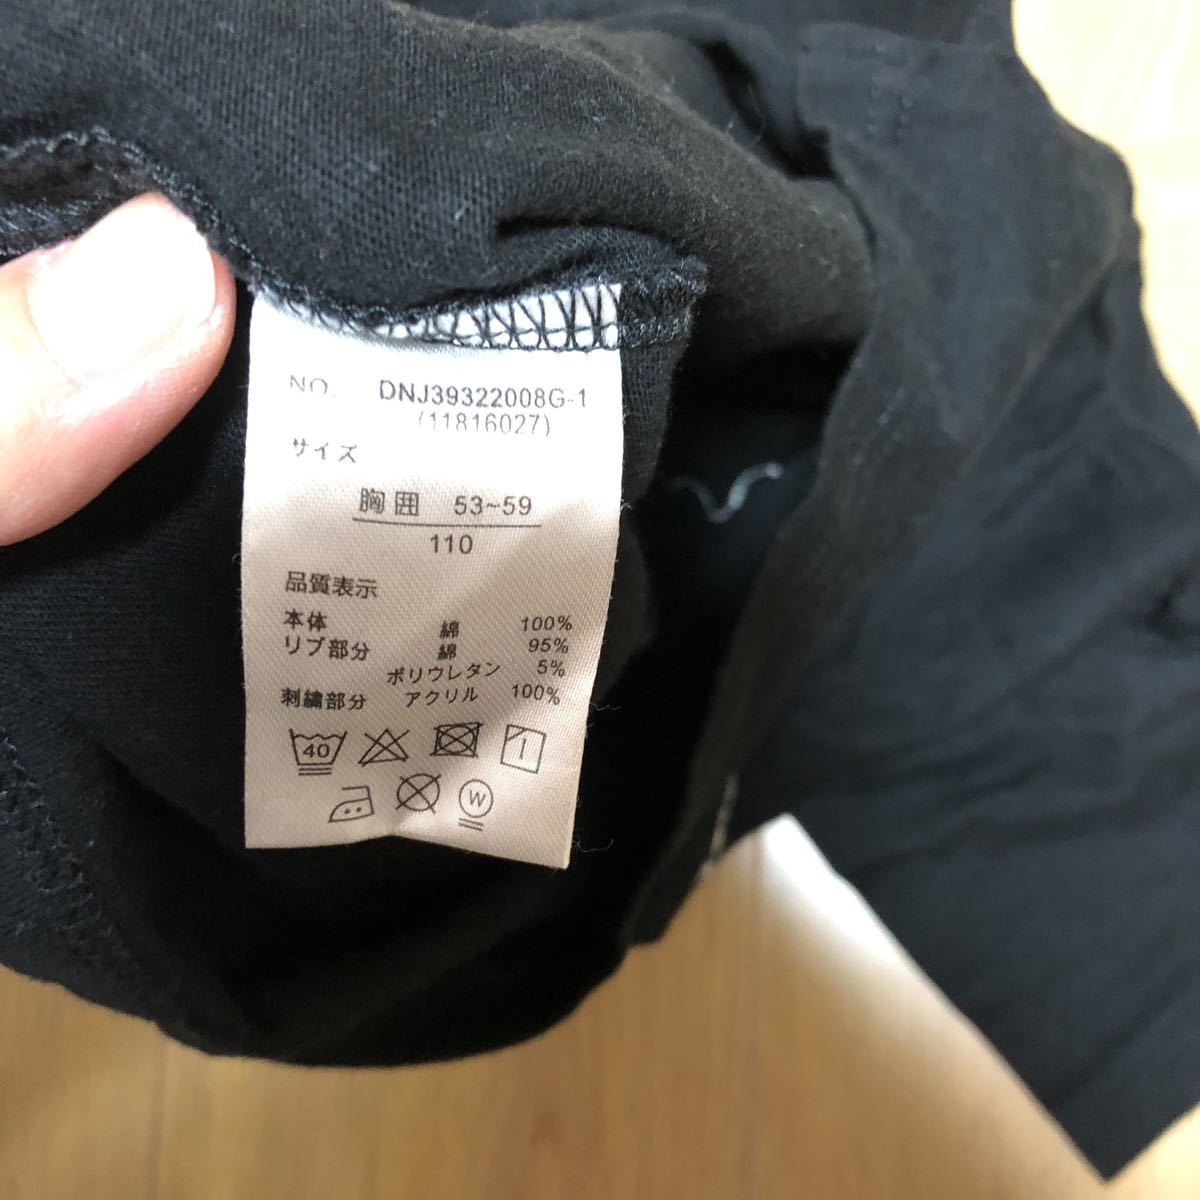 NO. DNJ39322008G-1
(11816027)
サイズ
胸囲 53~59
110
品質表示
本体 綿 100%
リブ部分 綿 95%
ポリウレタン 5%
刺繍部分 アクリル 100%
40
W